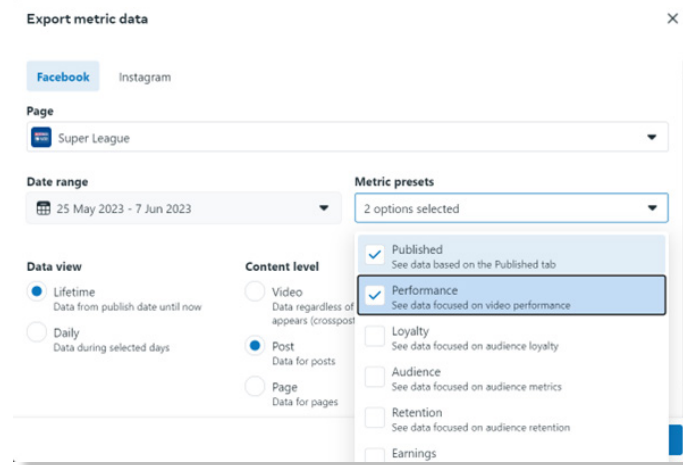 Export metric data
Facebook Instagram
Page
Super League
Date range
25 May 2023 - 7 Jun 2023
Metric presets
2 options selected
Data view
Lifetime
Data from publish date until now
Daily
Data during selected days
Content level
Video
Data regardless of
appears (crosspost
Post
Data for posts
Page
Data for pages
Published
See data based on the Published tab
Performance
See data focused on video performance
Loyalty
See data focused on audience loyalty
Audience
See data focused on audience metrics
Retention
See data focused on audience retention
Earnings